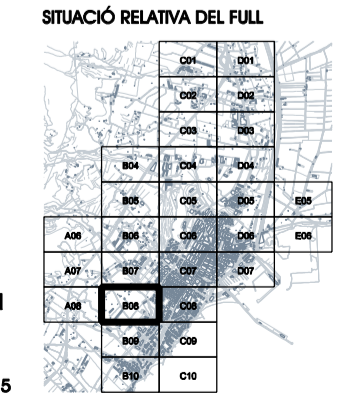 SITUACIÓ RELATIVA DEL FULL
C01 D01
C02 D02
C03 D03
B04 C04 D04
B05 C05 D05 E05
A06 B06 C06 D06 E06
A07 B07 C07 D07
A08 B08 C08
B09 C09
B10 C10
5